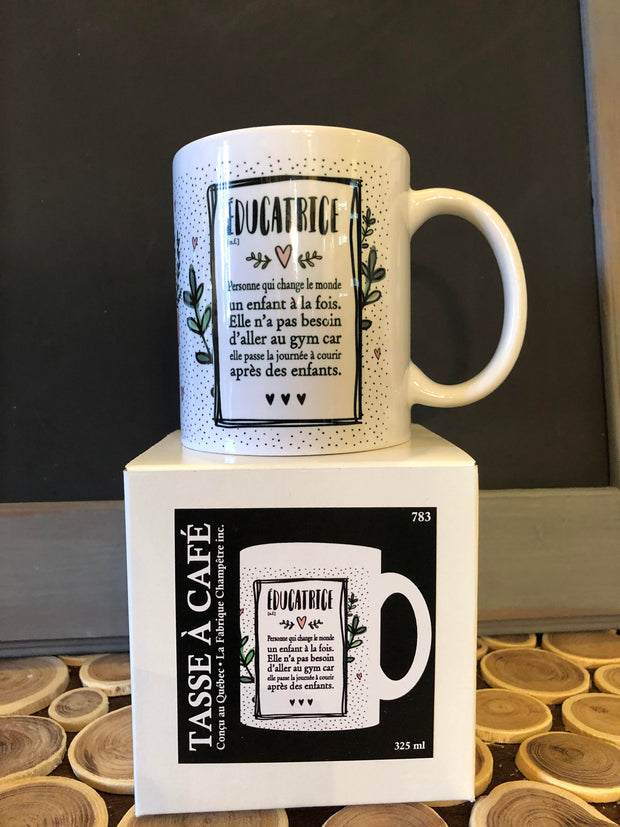 ÉDUCATRICE
[n.f.]
Personne qui change le monde
un enfant à la fois.
Elle n'a pas besoin
d'aller au gym car
elle passe la journée à courir
après des enfants.
783
TASSE À CAFÉ
Conçu au Québec • La Fabrique Champêtre inc.
ÉDUCATRICE
[n.f.]
Personne qui change le monde
un enfant à la fois.
Elle n'a pas besoin
d'aller au gym car
elle passe la journée à courir
après des enfants.
325 ml